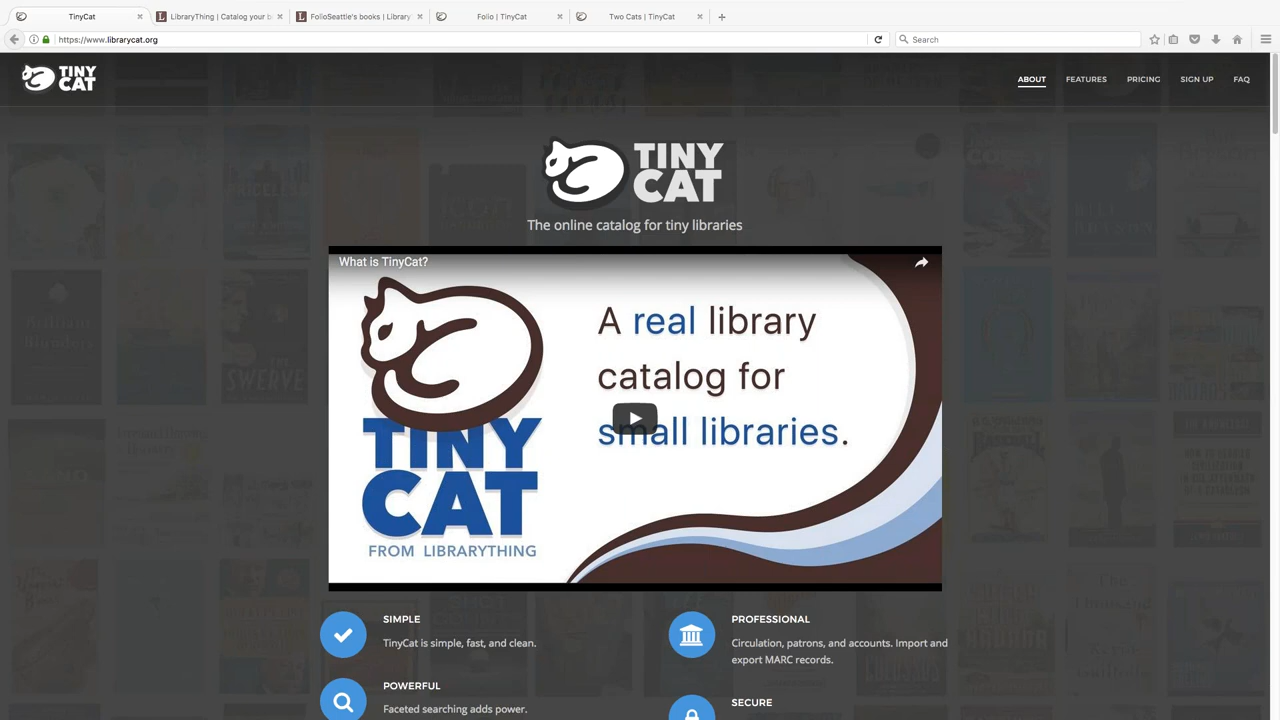 TinyCat
LibraryThing | Catalog your b
FolioSeattle's books | Library
Folio | TinyCat
Two Cats | TinyCat
https://www.librarycat.org
Search
TINY
CAT
ABOUT
FEATURES
PRICING
SIGN UP
FAQ
TINY
CAT
The online catalog for tiny libraries
What is TinyCat?
A real library
catalog for
small libraries.
TINY
CAT
FROM LIBRARYTHING
SIMPLE
TinyCat is simple, fast, and clean.
PROFESSIONAL
Circulation, patrons, and accounts. Import and
export MARC records.
POWERFUL
Faceted searching adds power.
SECURE